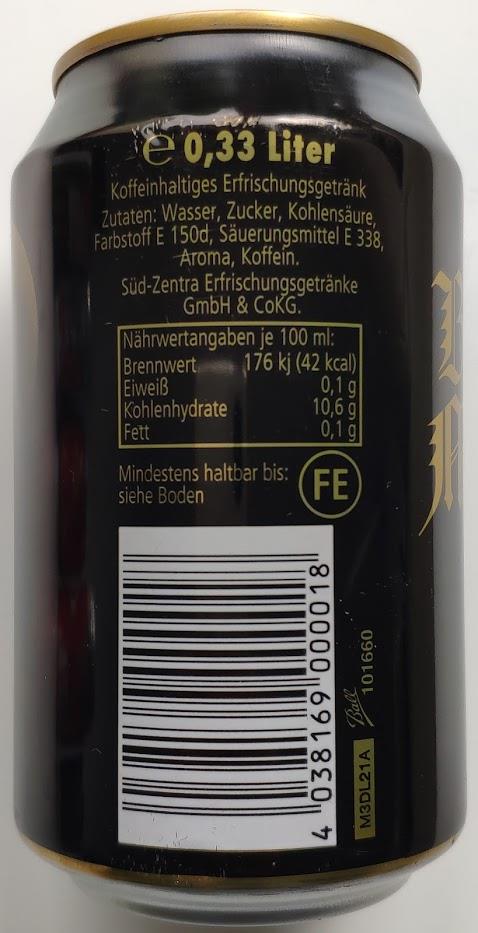 e 0,33 Liter
Koffeinhaltiges Erfrischungsgetränk
Zutaten: Wasser, Zucker, Kohlensäure,
Farbstoff E 150d, Säuerungsmittel E 338,
Aroma, Koffein.
Süd-Zentra Erfrischungsgetränke
GmbH & CoKG.
Nährwertangaben je 100 ml:
Brennwert 176 kj (42 kcal)
Eiweiß 0,1 g
Kohlenhydrate 10,6 g
Fett 0,1 g
Mindestens haltbar bis:
siehe Boden
FE
4 038169 000018
M3DL21A
Ball 101660